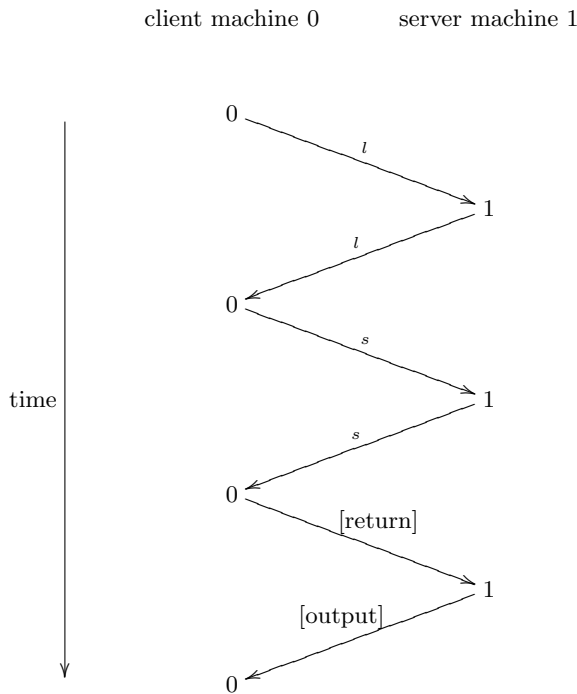 client machine 0 server machine 1
0
l
1
l
0
s
time
1
s
0
[return]
1
[output]
0